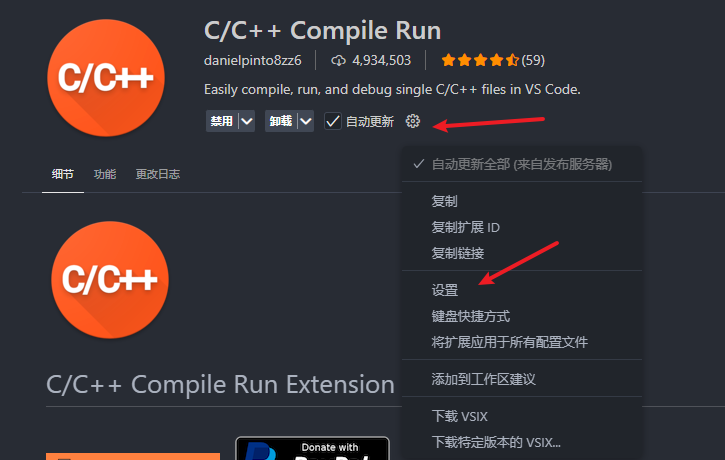 C/C++
C/C++ Compile Run
danielpinto8zz6 4,934,503 (59)
Easily compile, run, and debug single C/C++ files in VS Code.
禁用 卸载 自动更新
自动更新全部 (来自发布服务器)
细节 功能 更改日志
复制
复制扩展 ID
复制链接
C/C++
设置
键盘快捷方式
将扩展应用于所有配置文件
C/C++ Compile Run Extension
添加到工作区建议
下载 VSIX
下载特定版本的 VSIX...
Donate with